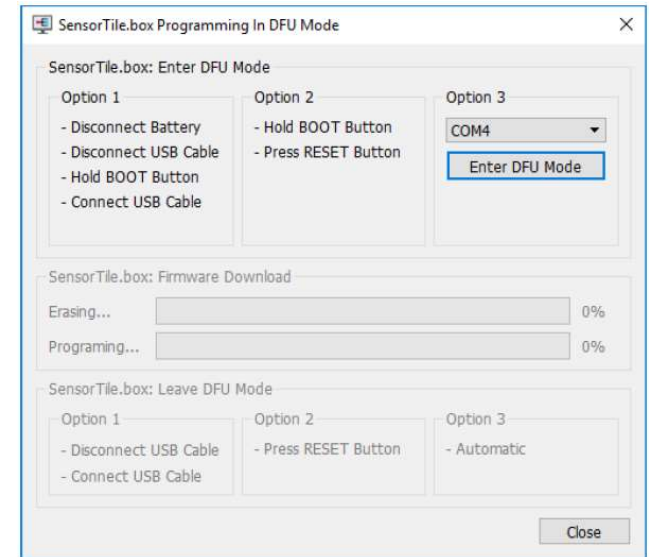 SensorTile.box Programming In DFU Mode
SensorTile.box: Enter DFU Mode
Option 1
- Disconnect Battery
- Disconnect USB Cable
- Hold BOOT Button
- Connect USB Cable
Option 2
- Hold BOOT Button
- Press RESET Button
Option 3
COM4
Enter DFU Mode
SensorTile.box: Firmware Download
Erasing... 0%
Programing... 0%
SensorTile.box: Leave DFU Mode
Option 1
- Disconnect USB Cable
- Connect USB Cable
Option 2
- Press RESET Button
Option 3
- Automatic
Close